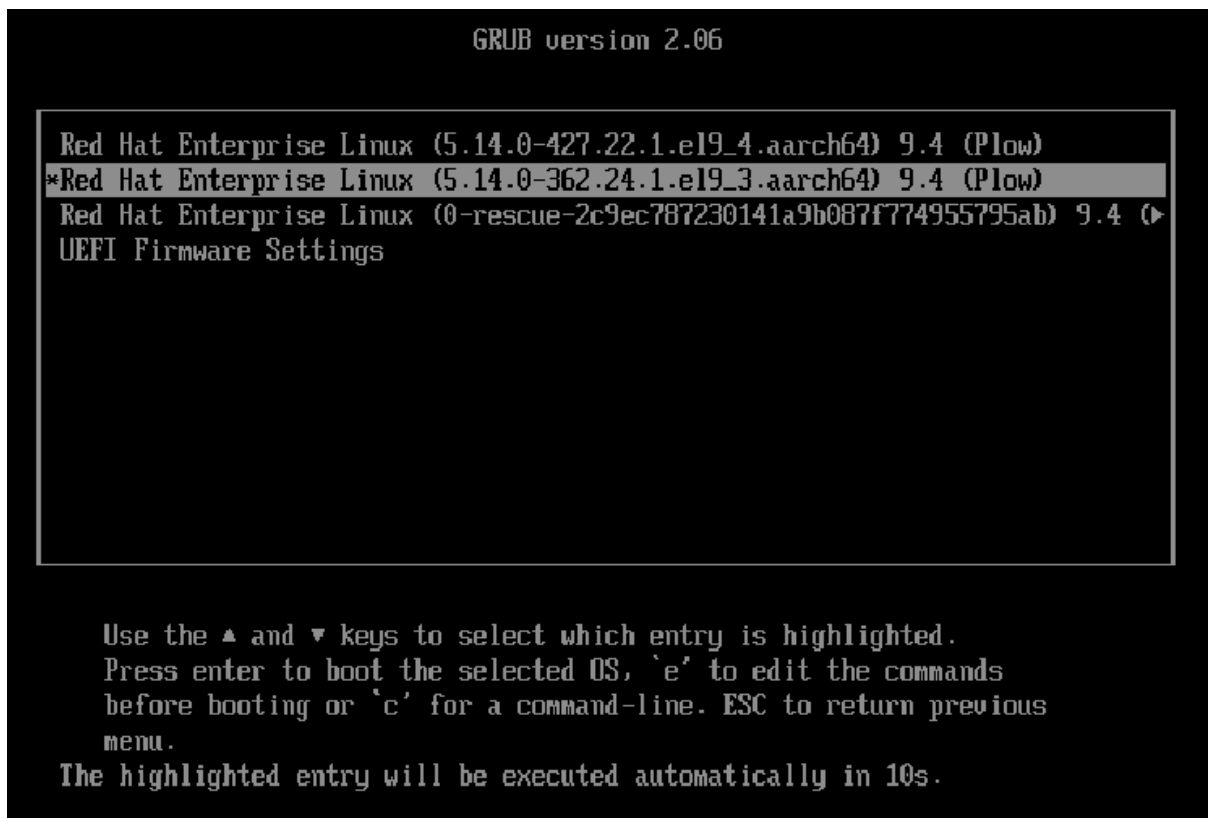 GRUB version 2.06
Red Hat Enterprise Linux (5.14.0-427.22.1.el9_4.aarch64) 9.4 (Plow)
*Red Hat Enterprise Linux (5.14.0-362.24.1.el9_3.aarch64) 9.4 (Plow)
Red Hat Enterprise Linux (0-rescue-2c9ec787230141a9b087f774955795ab) 9.4 (▶
UEFI Firmware Settings
Use the ▲ and ▼ keys to select which entry is highlighted.
Press enter to boot the selected OS, `e' to edit the commands
before booting or `c' for a command-line. ESC to return previous
menu.
The highlighted entry will be executed automatically in 10s.